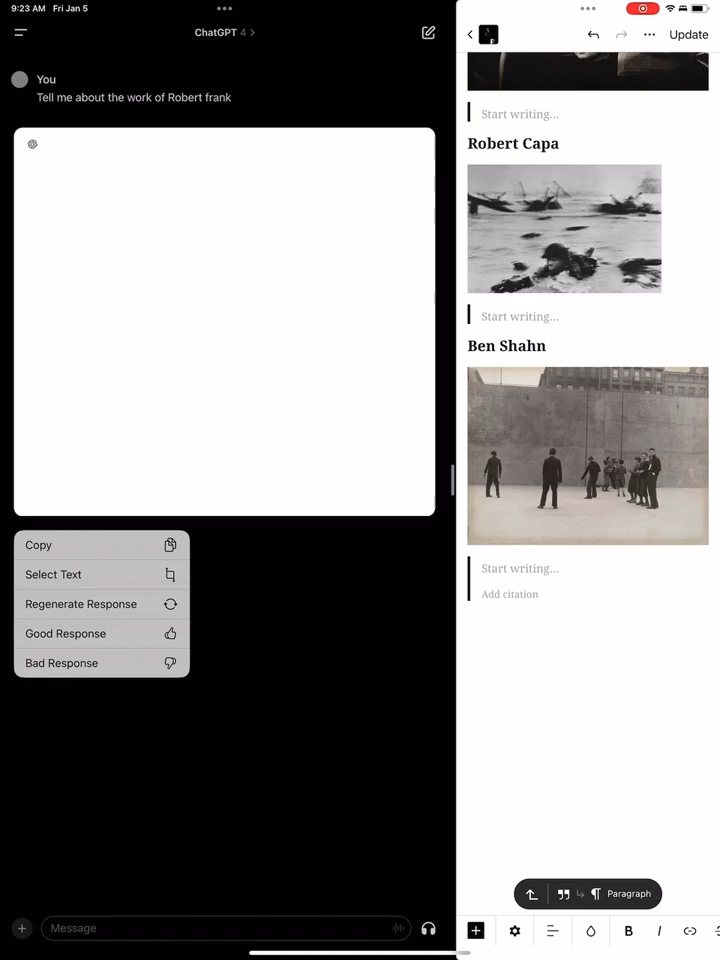 9:23 AM Fri Jan 5
ChatGPT 4
You
Tell me about the work of Robert frank
Copy
Select Text
Regenerate Response
Good Response
Bad Response
Message
Update
Start writing...
Robert Capa
Start writing...
Ben Shahn
Start writing...
Add citation
Paragraph
B I